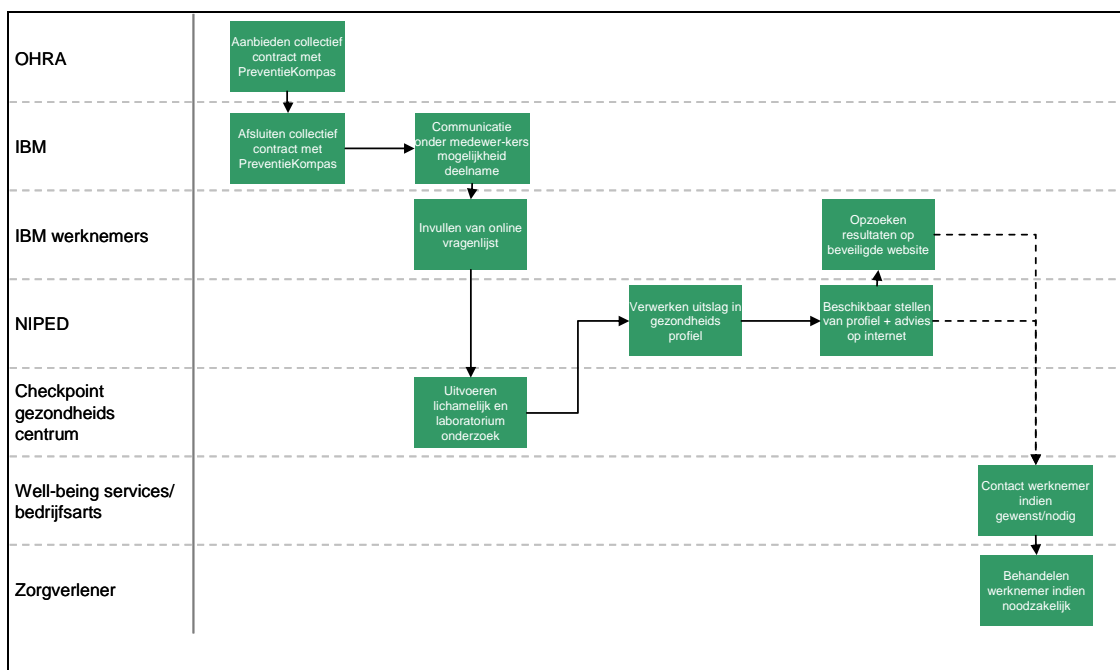 OHRA
Aanbieden collectief
contract met
PreventieKompas
IBM
Afsluiten collectief
contract met
PreventieKompas
Communicatie
onder medewer-kers
mogelijkheid
deelname
IBM werknemers
Invullen van online
vragenlijst
Opzoeken
resultaten op
beveiligde website
NIPED
Verwerken uitslag in
gezondheids
profiel
Beschikbaar stellen
van profiel + advies
op internet
Checkpoint
gezondheids
centrum
Uitvoeren
lichamelijk en
laboratorium
onderzoek
Well-being services/
bedrijfsarts
Contact werknemer
indien
gewenst/nodig
Zorgverlener
Behandelen
werknemer indien
noodzakelijk